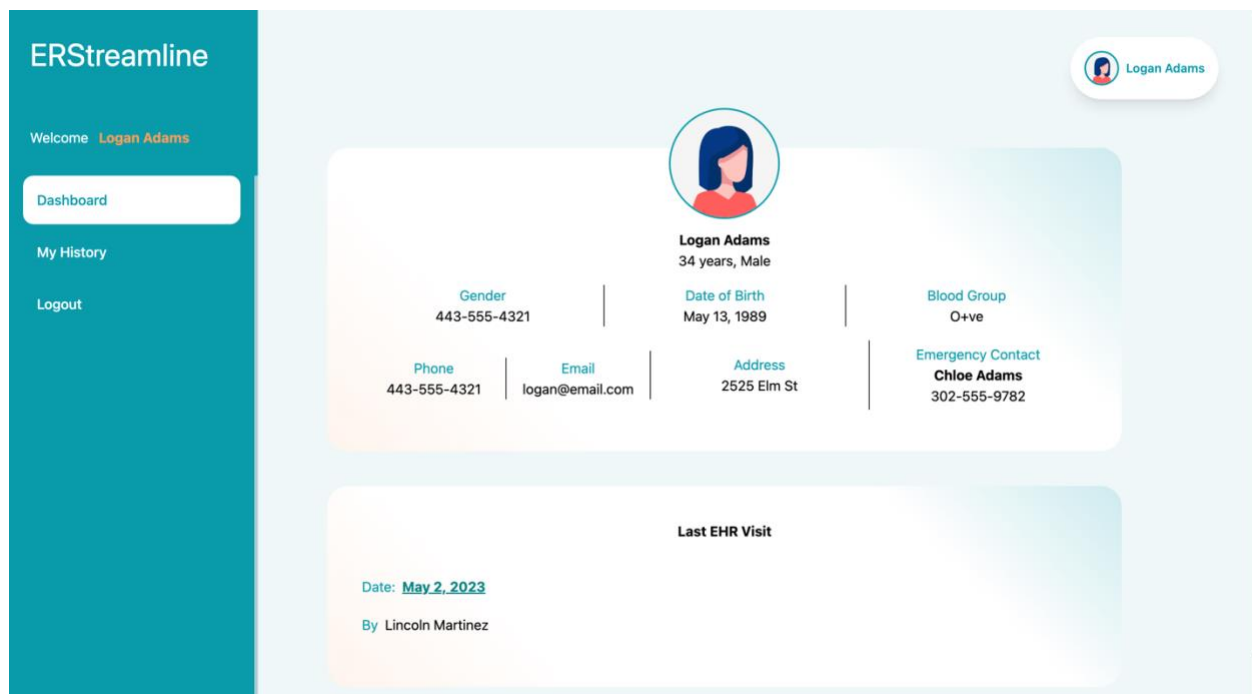 ERStreamline
Logan Adams
Welcome Logan Adams
Dashboard
My History
Logout
Logan Adams
34 years, Male
Gender
443-555-4321
Date of Birth
May 13, 1989
Blood Group
O+ve
Phone
443-555-4321
Email
logan@email.com
Address
2525 Elm St
Emergency Contact
Chloe Adams
302-555-9782
Last EHR Visit
Date: May 2, 2023
By Lincoln Martinez